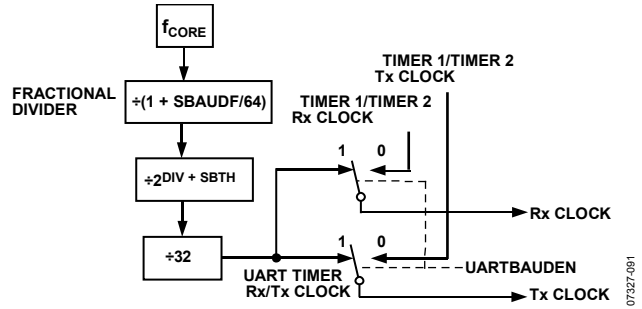 fCORE
FRACTIONAL
DIVIDER
÷(1 + SBAUDF/64)
÷2DIV + SBTH
÷32
TIMER 1/TIMER 2
Tx CLOCK
TIMER 1/TIMER 2
Rx CLOCK
1 0
Rx CLOCK
1 0
UART TIMER
Rx/Tx CLOCK
UARTBAUDEN
Tx CLOCK
07327-091